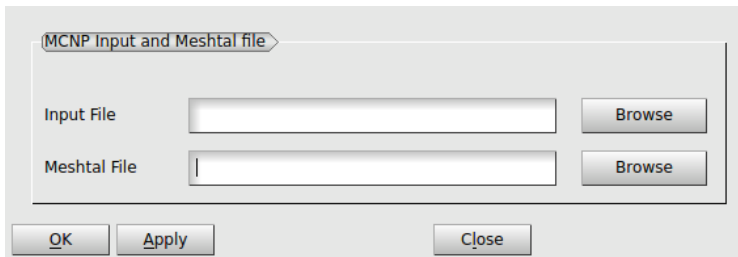 MCNP Input and Meshtal file
Input File Browse
Meshtal File Browse
OK Apply Close